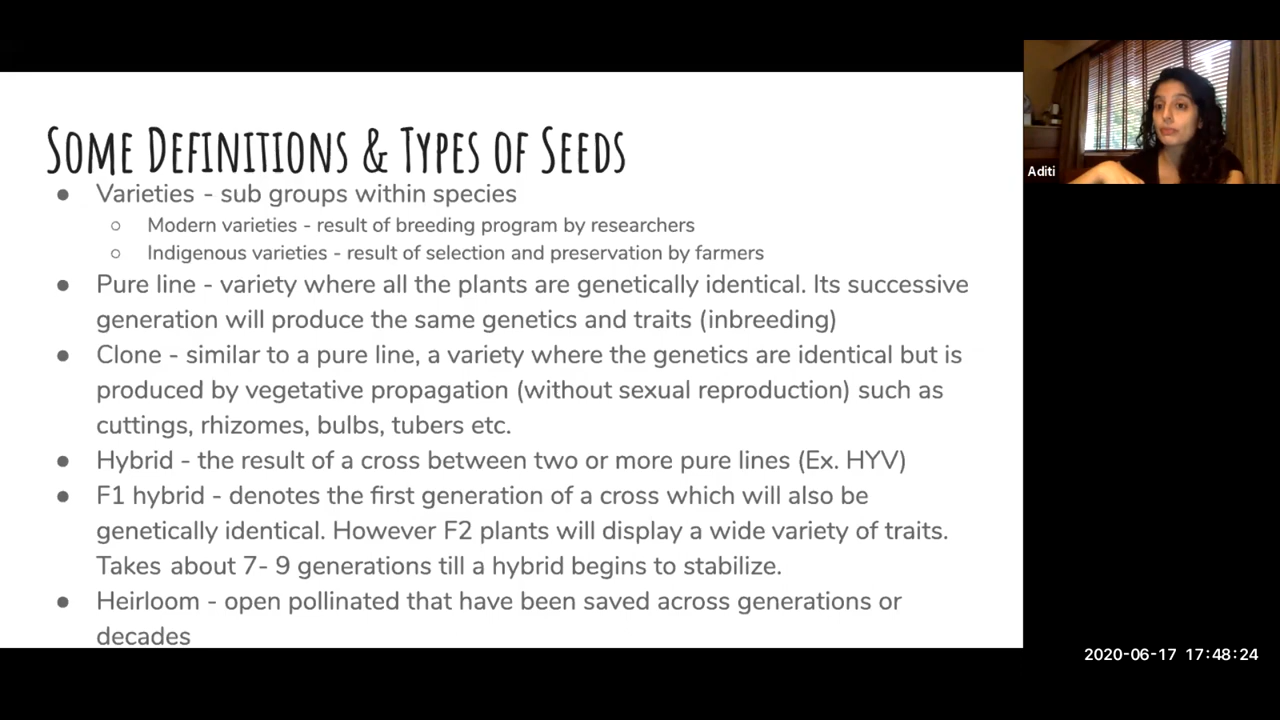 Some Definitions & Types of Seeds
● Varieties - sub groups within species
○ Modern varieties - result of breeding program by researchers
○ Indigenous varieties - result of selection and preservation by farmers
● Pure line - variety where all the plants are genetically identical. Its successive
generation will produce the same genetics and traits (inbreeding)
● Clone - similar to a pure line, a variety where the genetics are identical but is
produced by vegetative propagation (without sexual reproduction) such as
cuttings, rhizomes, bulbs, tubers etc.
● Hybrid - the result of a cross between two or more pure lines (Ex. HYV)
● F1 hybrid - denotes the first generation of a cross which will also be
genetically identical. However F2 plants will display a wide variety of traits.
Takes about 7- 9 generations till a hybrid begins to stabilize.
● Heirloom - open pollinated that have been saved across generations or
decades
Aditi
2020-06-17 17:48:24